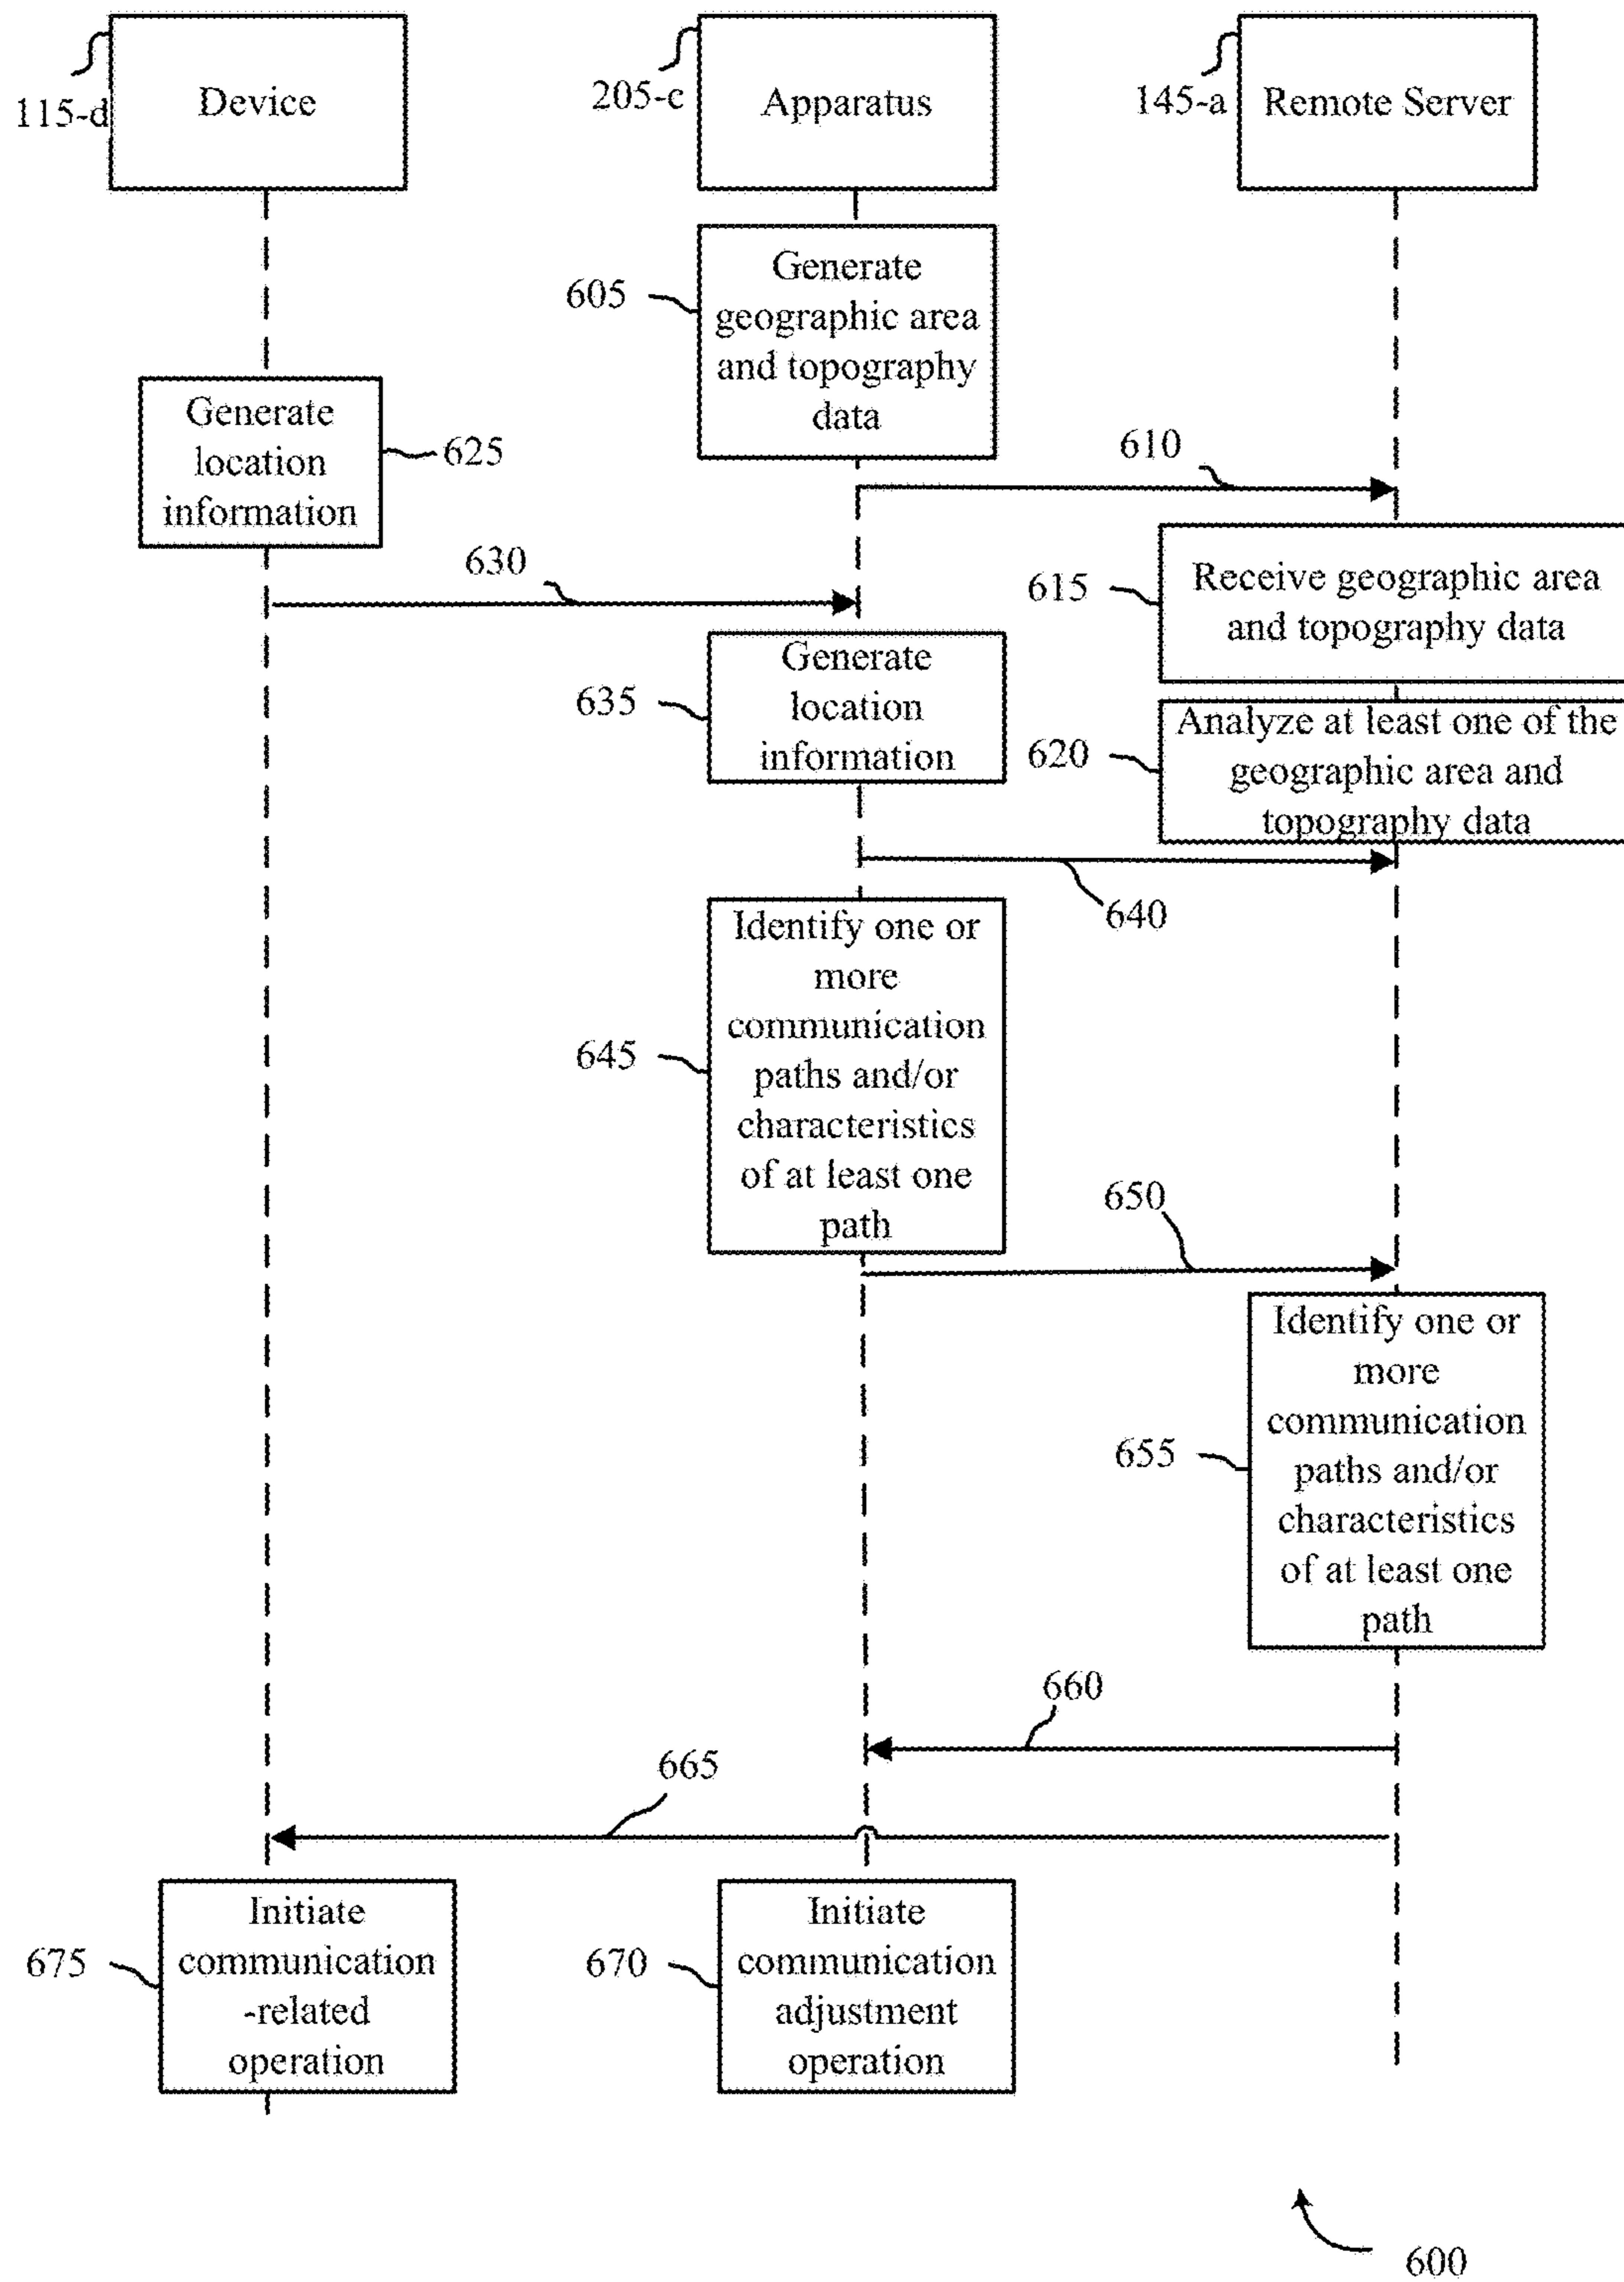 Device
Apparatus
Remote Server
115-d
205-c
145-a
Generate
geographic area
and topography
data
605
Generate
location
information
625
610
630
Receive geographic area
and topography data
615
Generate
location
information
635
Analyze at least one of the
geographic area and
topography data
620
640
Identify one or
more
communication
paths and/or
characteristics
of at least one
path
645
650
Identify one or
more
communication
paths and/or
characteristics
of at least one
path
655
660
665
Initiate
communication
-related
operation
675
Initiate
communication
adjustment
operation
670
600